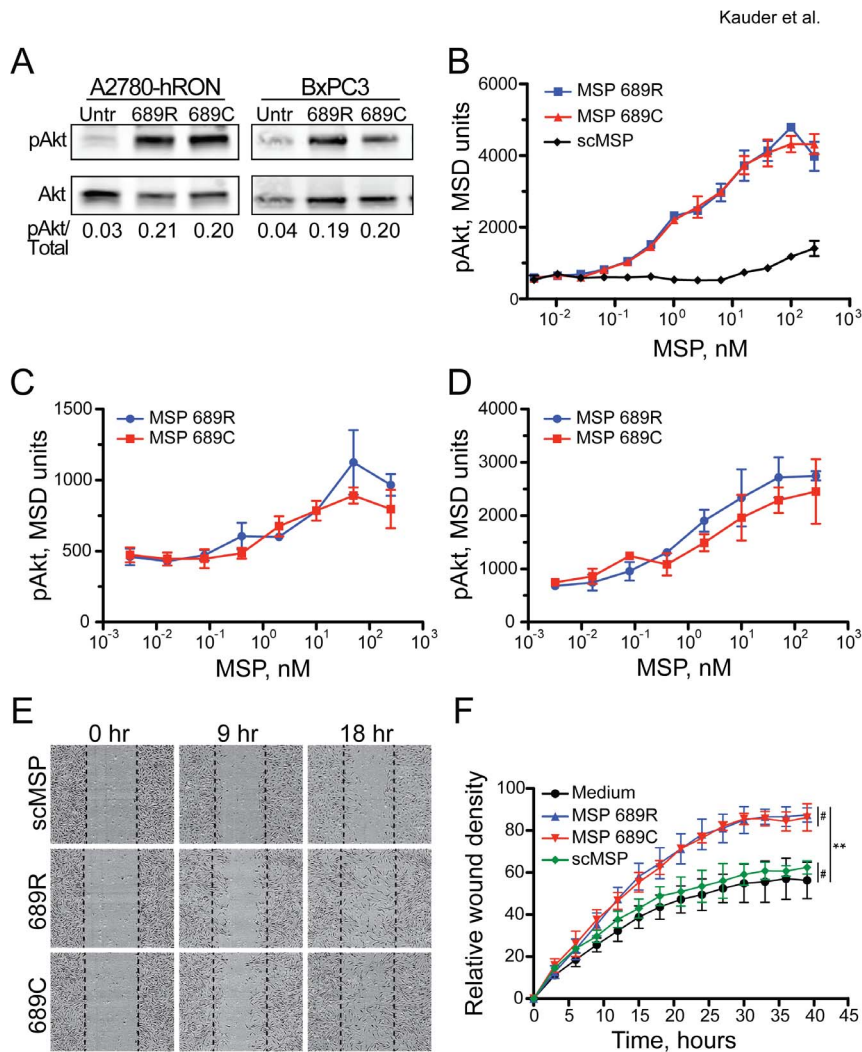 Kauder et al.
A
A2780-hRON
BxPC3
Untr 689R 689C
Untr 689R 689C
pAkt
Akt
pAkt/
Total
0.03 0.21 0.20 0.04 0.19 0.20
B
MSP 689R
MSP 689C
scMSP
pAkt, MSD units
6000
4000
2000
0
10-2 10-1 100 101 102 103
MSP, nM
C
MSP 689R
MSP 689C
pAkt, MSD units
1500
1000
500
0
10-3 10-2 10-1 100 101 102 103
MSP, nM
D
MSP 689R
MSP 689C
pAkt, MSD units
4000
3000
2000
1000
0
10-3 10-2 10-1 100 101 102 103
MSP, nM
E
0 hr 9 hr 18 hr
scMSP
689R
689C
F
Medium
MSP 689R
MSP 689C
scMSP
Relative wound density
100
80
60
40
20
0
0 5 10 15 20 25 30 35 40 45
Time, hours
#
**
#